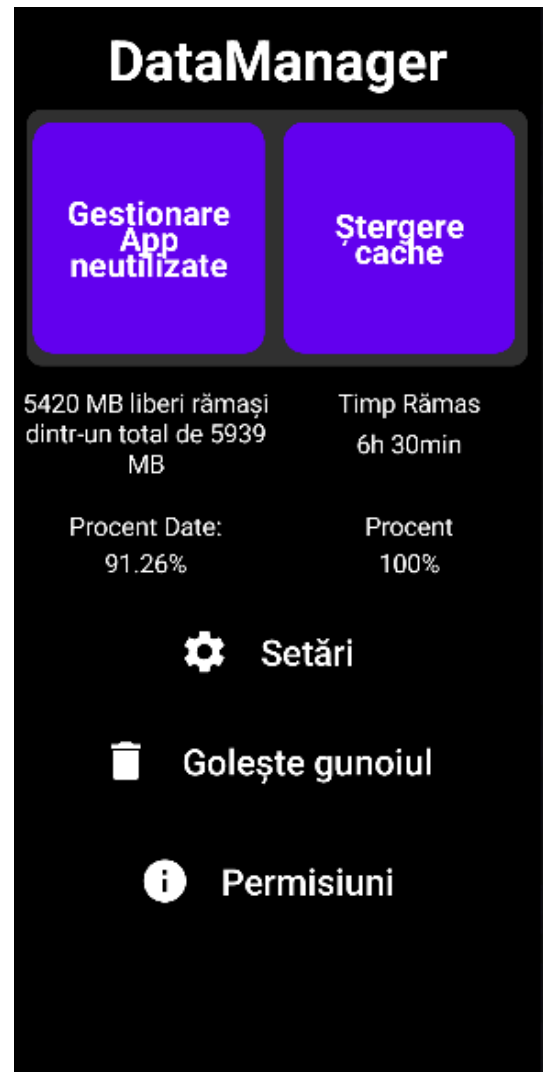 DataManager
Gestionare
App
neutilizate
Ștergere
cache
5420 MB liberi rămași
dintr-un total de 5939
MB
Timp Rămas
6h 30min
Procent Date:
91.26%
Procent
100%
Setări
Golește gunoiul
Permisiuni